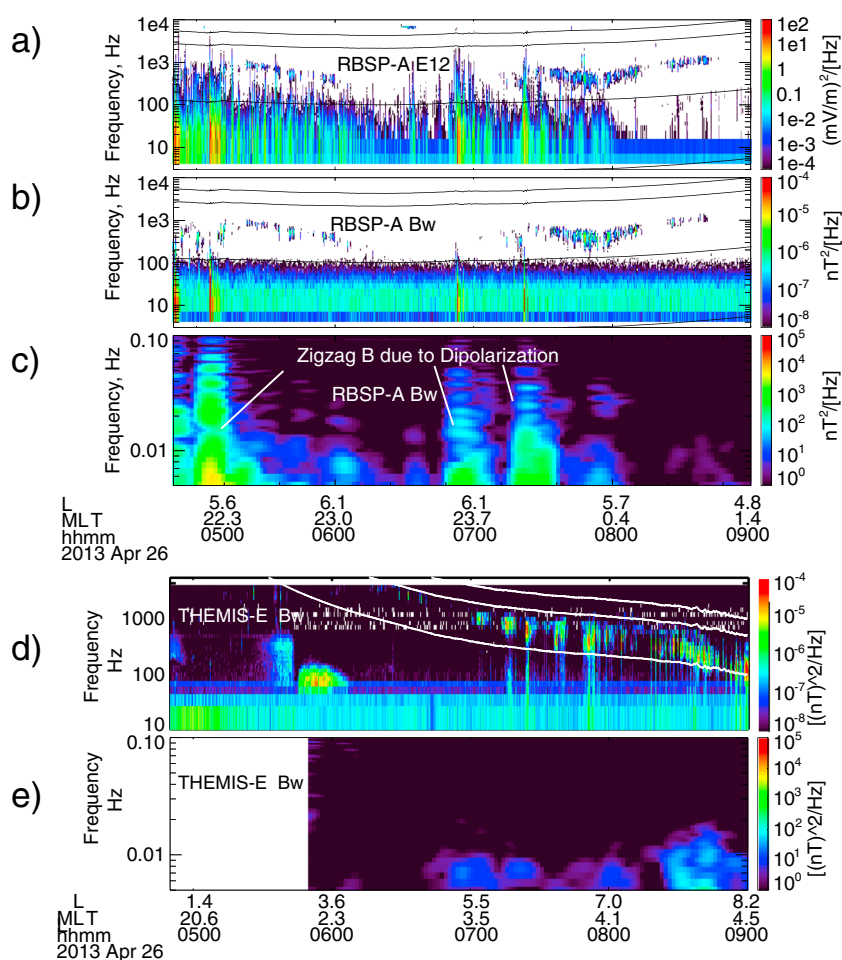 a)
Frequency, Hz
1e4
1e3
100
10
RBSP-A E12
1e2
1e1
0.1
1e-2
1e-3
1e-4
(mV/m)²/[Hz]
b)
Frequency, Hz
1e4
1e3
100
10
RBSP-A Bw
10⁻⁴
10⁻⁵
10⁻⁶
10⁻⁷
10⁻⁸
nT²/[Hz]
c)
Frequency, Hz
0.10
0.01
Zigzag B due to Dipolarization
RBSP-A Bw
10⁵
10⁴
10³
10²
10¹
10⁰
nT²/[Hz]
L 5.6 6.1 6.1 5.7 4.8
MLT 22.3 23.0 23.7 0.4 1.4
hhmm 0500 0600 0700 0800 0900
2013 Apr 26
d)
Frequency
Hz
1000
100
10
THEMIS-E Bw
10⁻⁴
10⁻⁵
10⁻⁶
10⁻⁷
10⁻⁸
[(nT)^2/Hz]
e)
Frequency
Hz
0.10
0.01
THEMIS-E Bw
10⁵
10⁴
10³
10²
10¹
10⁰
[(nT)^2/Hz]
L 1.4 3.6 5.5 7.0 8.2
MLT 20.6 2.3 3.5 4.1 4.5
L
hhmm 0500 0600 0700 0800 0900
2013 Apr 26